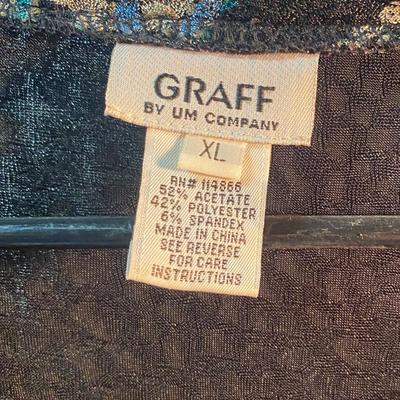 GRAFF
BY UM COMPANY
XL
RN# 114866
52% ACETATE
42% POLYESTER
6% SPANDEX
MADE IN CHINA
SEE REVERSE
FOR CARE
INSTRUCTIONS